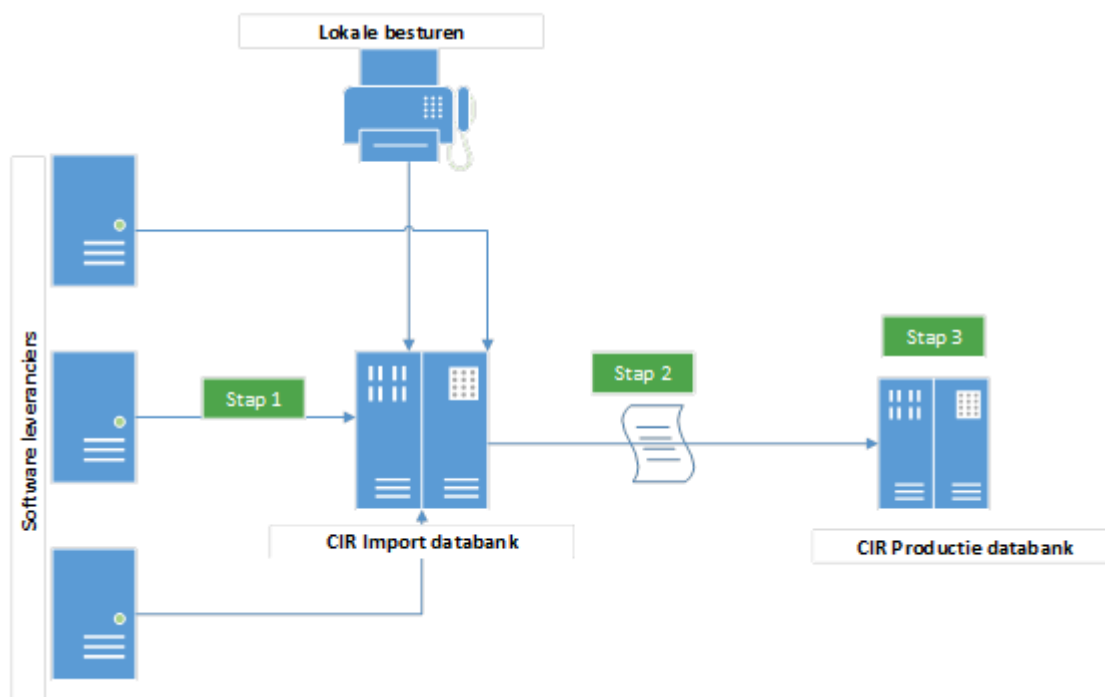 Lokale besturen
Software leveranciers
Stap 1
Stap 2
Stap 3
CIR Import databank
CIR Productie databank